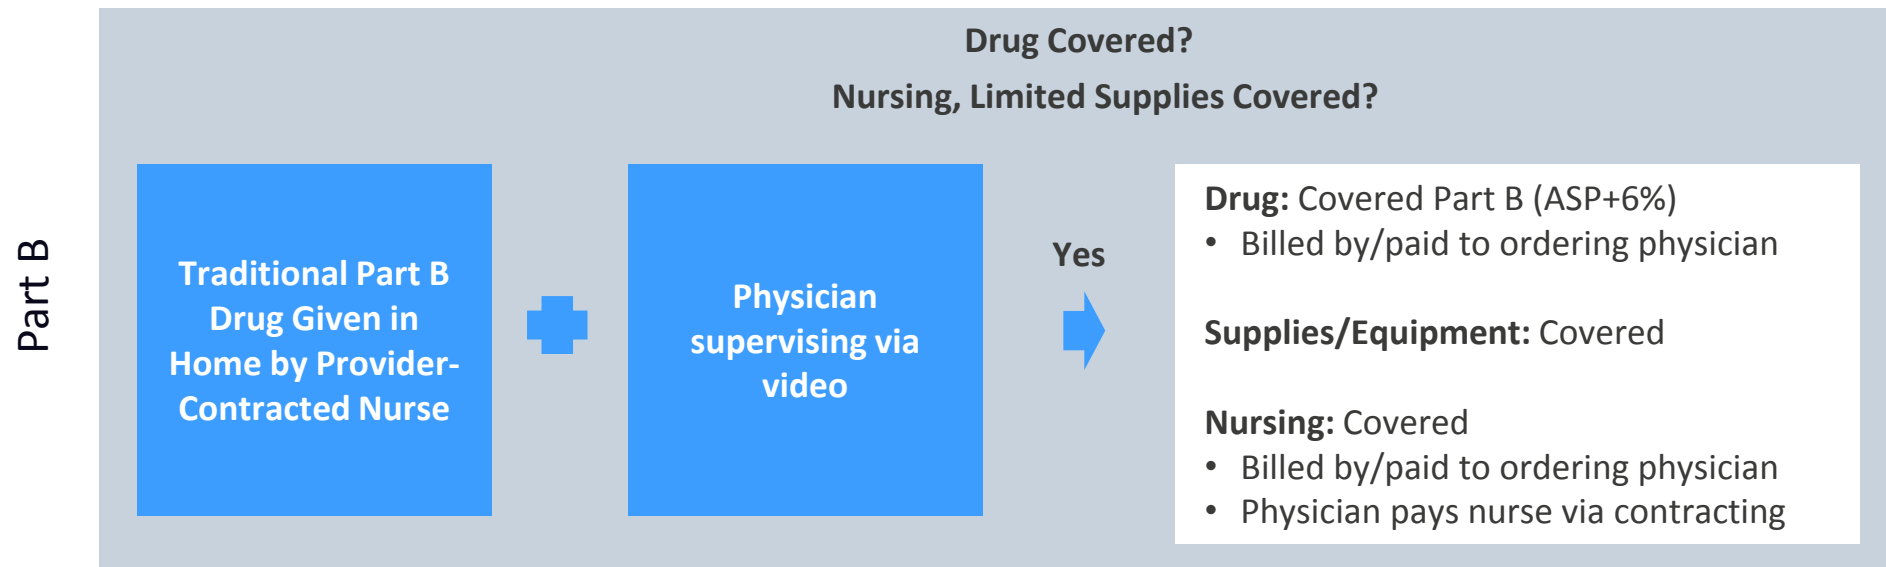 Part B
Drug Covered?
Nursing, Limited Supplies Covered?
Traditional Part B
Drug Given in
Home by Provider-
Contracted Nurse
Physician
supervising via
video
Yes
Drug: Covered Part B (ASP+6%)
• Billed by/paid to ordering physician
Supplies/Equipment: Covered
Nursing: Covered
• Billed by/paid to ordering physician
• Physician pays nurse via contracting